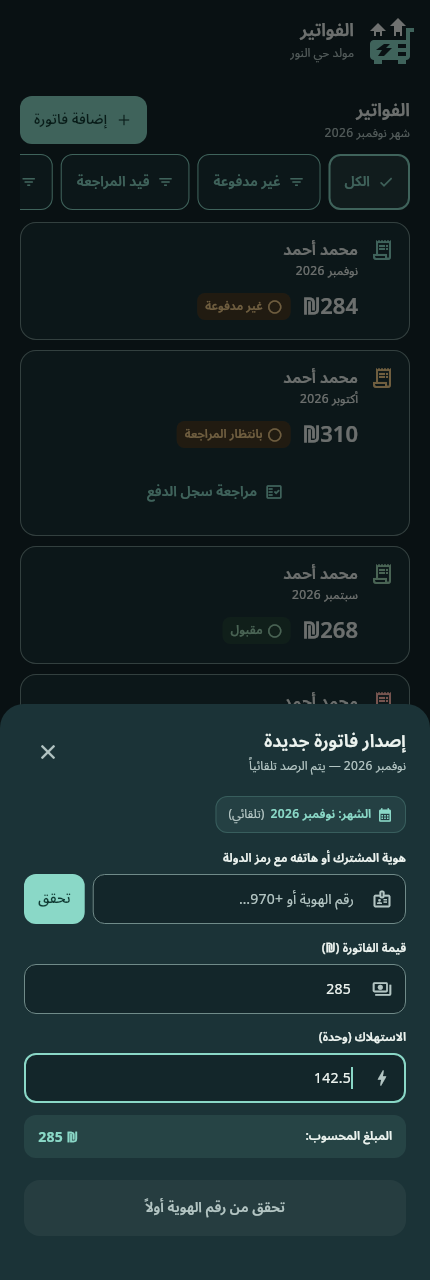 الفواتير
مولد حي النور
الفواتير
شهر نوفمبر 2026
إضافة فاتورة
الكل
غير مدفوعة
قيد المراجعة
محمد أحمد
نوفمبر 2026
₪284
غير مدفوعة
محمد أحمد
أكتوبر 2026
₪310
بانتظار المراجعة
مراجعة سجل الدفع
محمد أحمد
سبتمبر 2026
₪268
مقبول
محمد أحمد
إصدار فاتورة جديدة
نوفمبر 2026 — يتم الرصد تلقائياً
الشهر: نوفمبر 2026 (تلقائي)
هوية المشترك أو هاتفه مع رمز الدولة
رقم الهوية أو +970...
تحقق
قيمة الفاتورة (₪)
285
الاستهلاك (وحدة)
142.5
المبلغ المحسوب:
285 ₪
تحقق من رقم الهوية أولاً